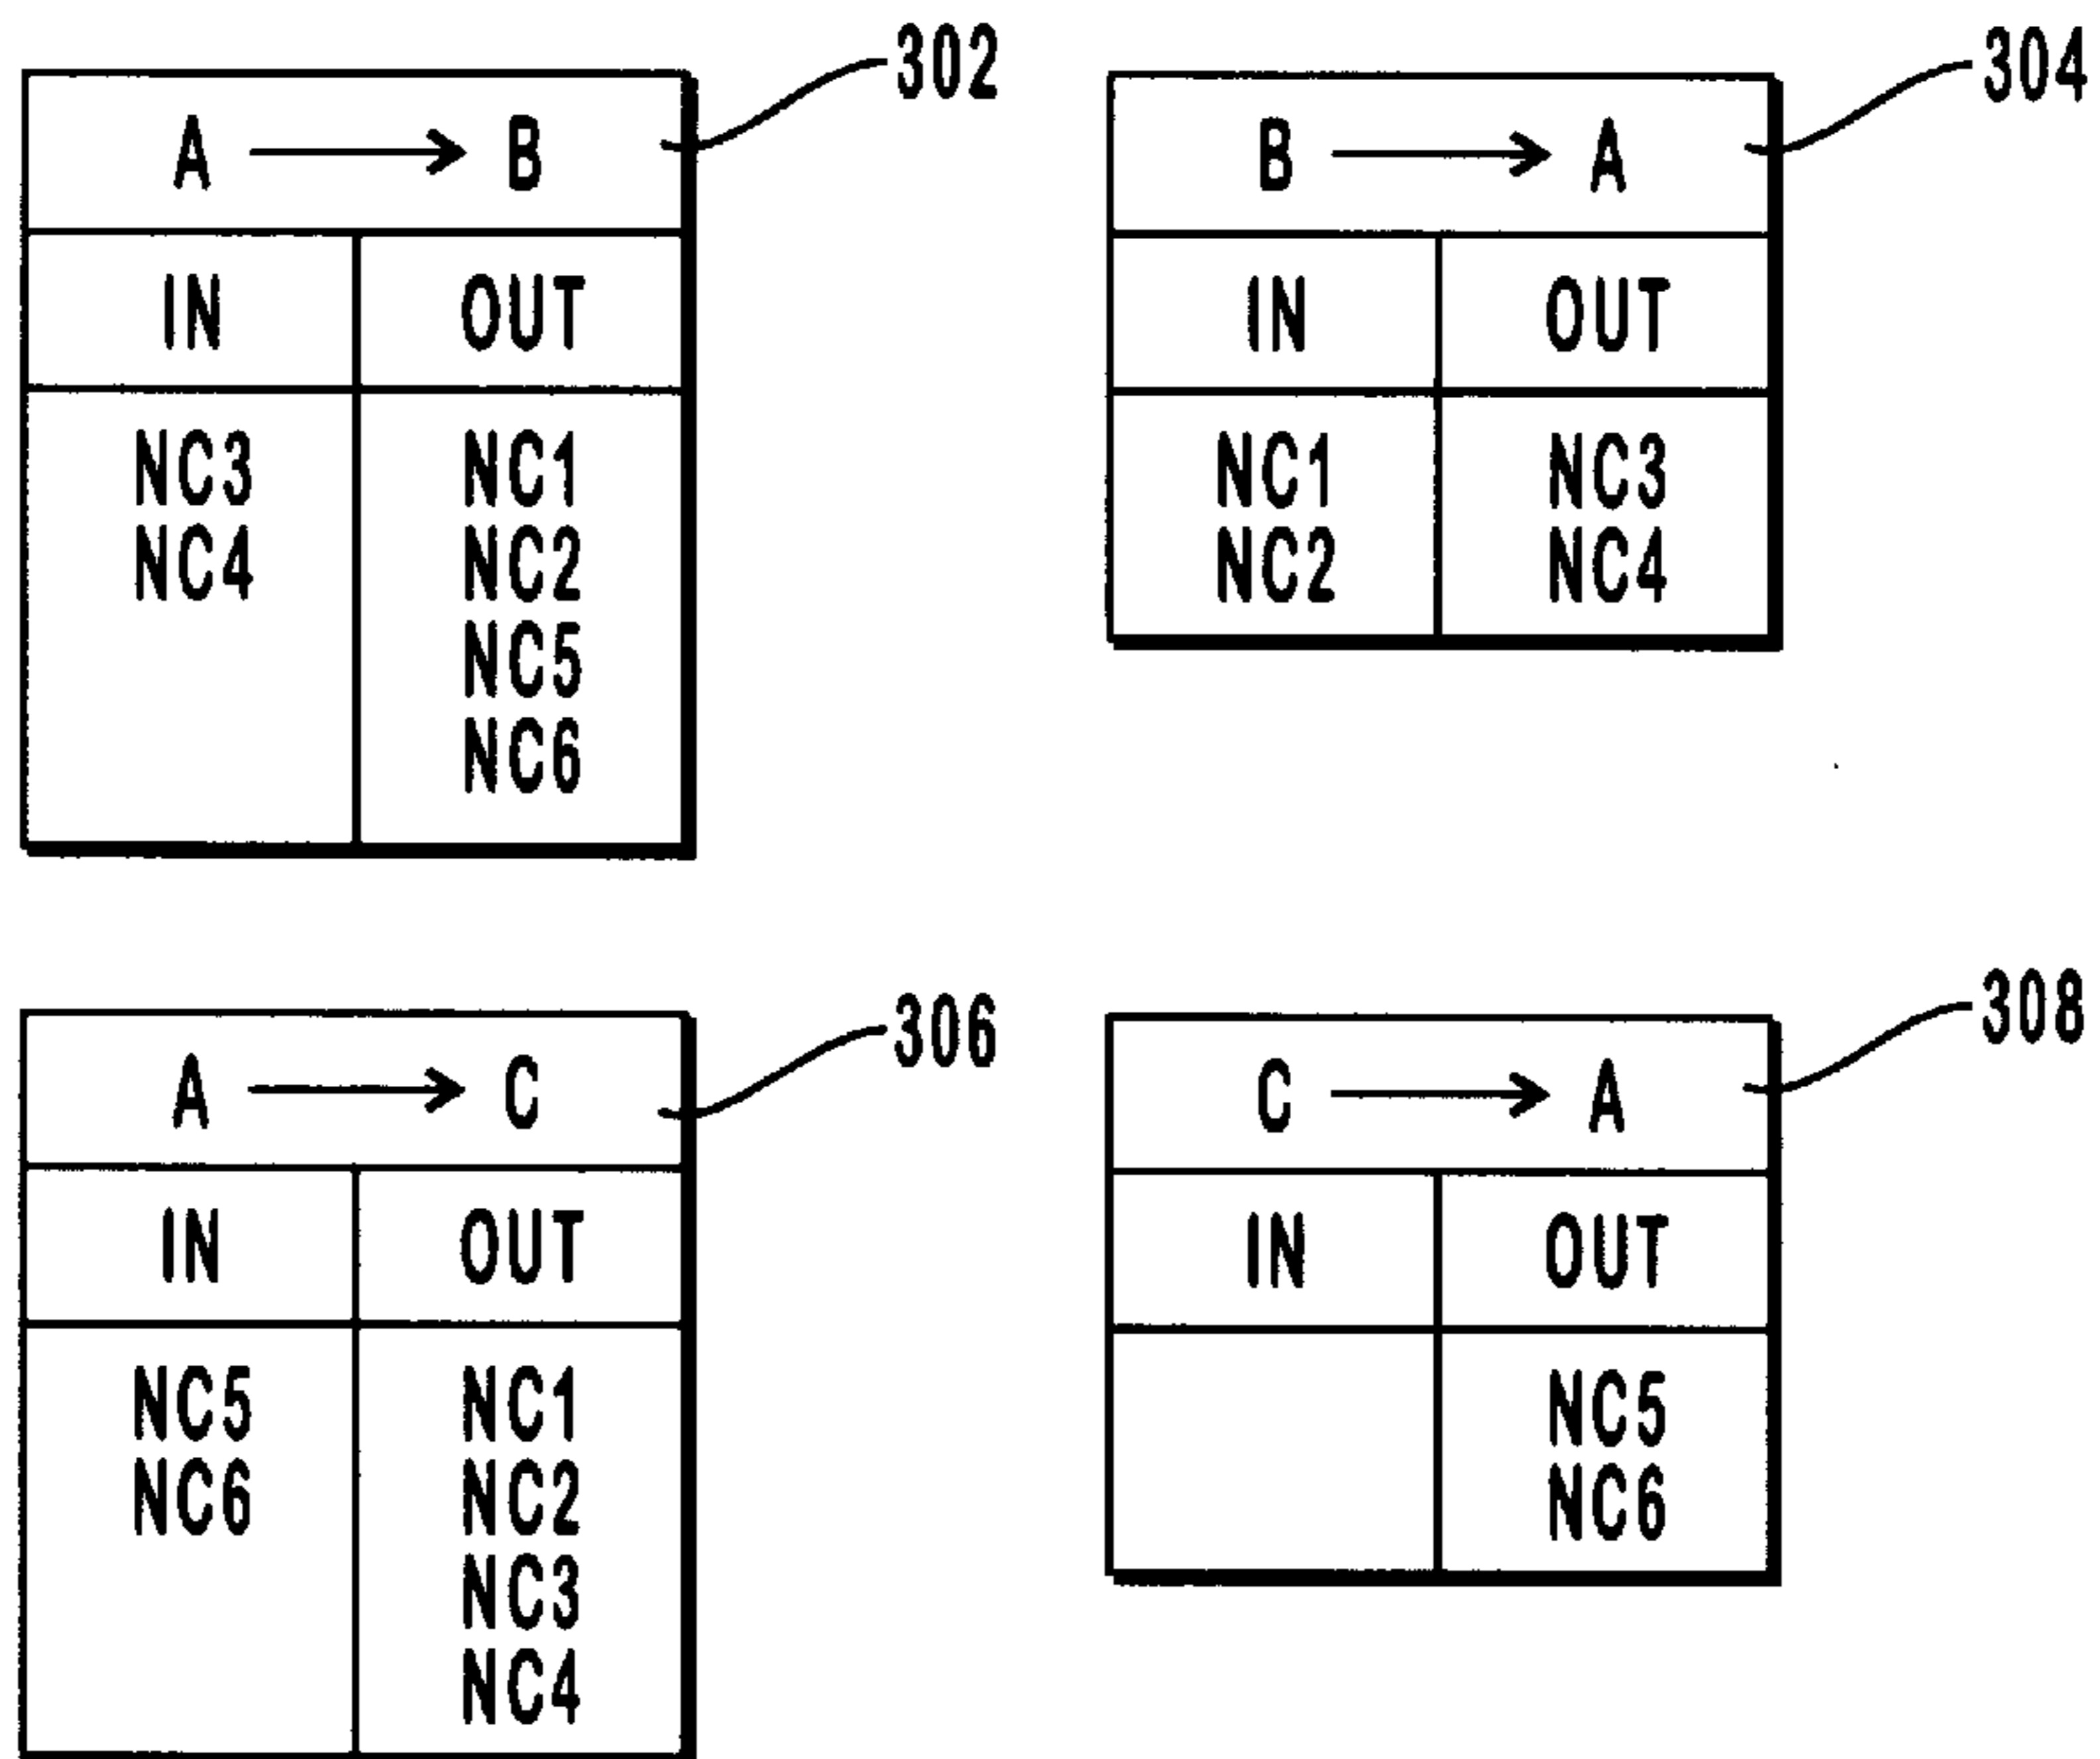 302
A → B
IN OUT
NC3 NC1
NC4 NC2
NC5
NC6
304
B → A
IN OUT
NC1 NC3
NC2 NC4
306
A → C
IN OUT
NC5 NC1
NC6 NC2
NC3
NC4
308
C → A
IN OUT
NC5
NC6